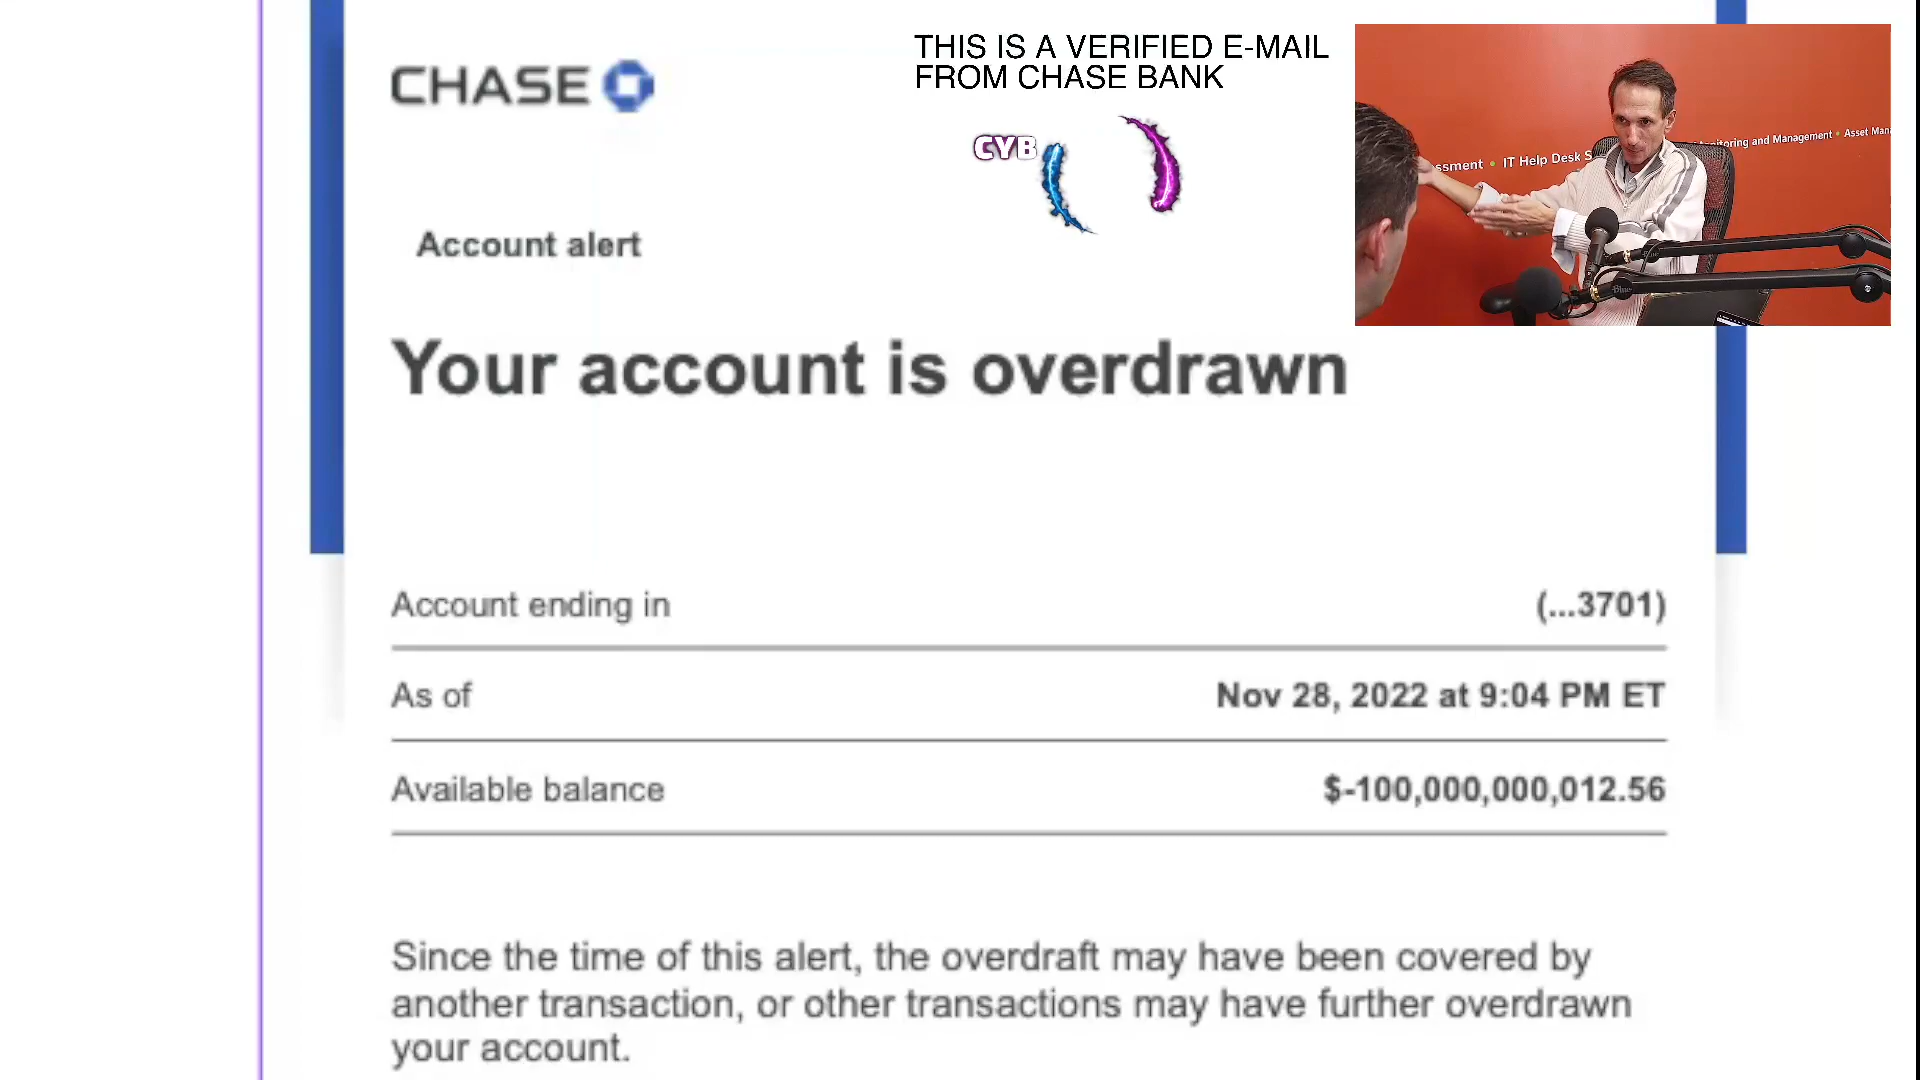 CHASE
THIS IS A VERIFIED E-MAIL
FROM CHASE BANK
CYB
ssment • IT Help Desk S
itoring and Management • Asset Man
Account alert
Your account is overdrawn
Account ending in (...3701)
As of Nov 28, 2022 at 9:04 PM ET
Available balance $-100,000,000,012.56
Since the time of this alert, the overdraft may have been covered by
another transaction, or other transactions may have further overdrawn
your account.